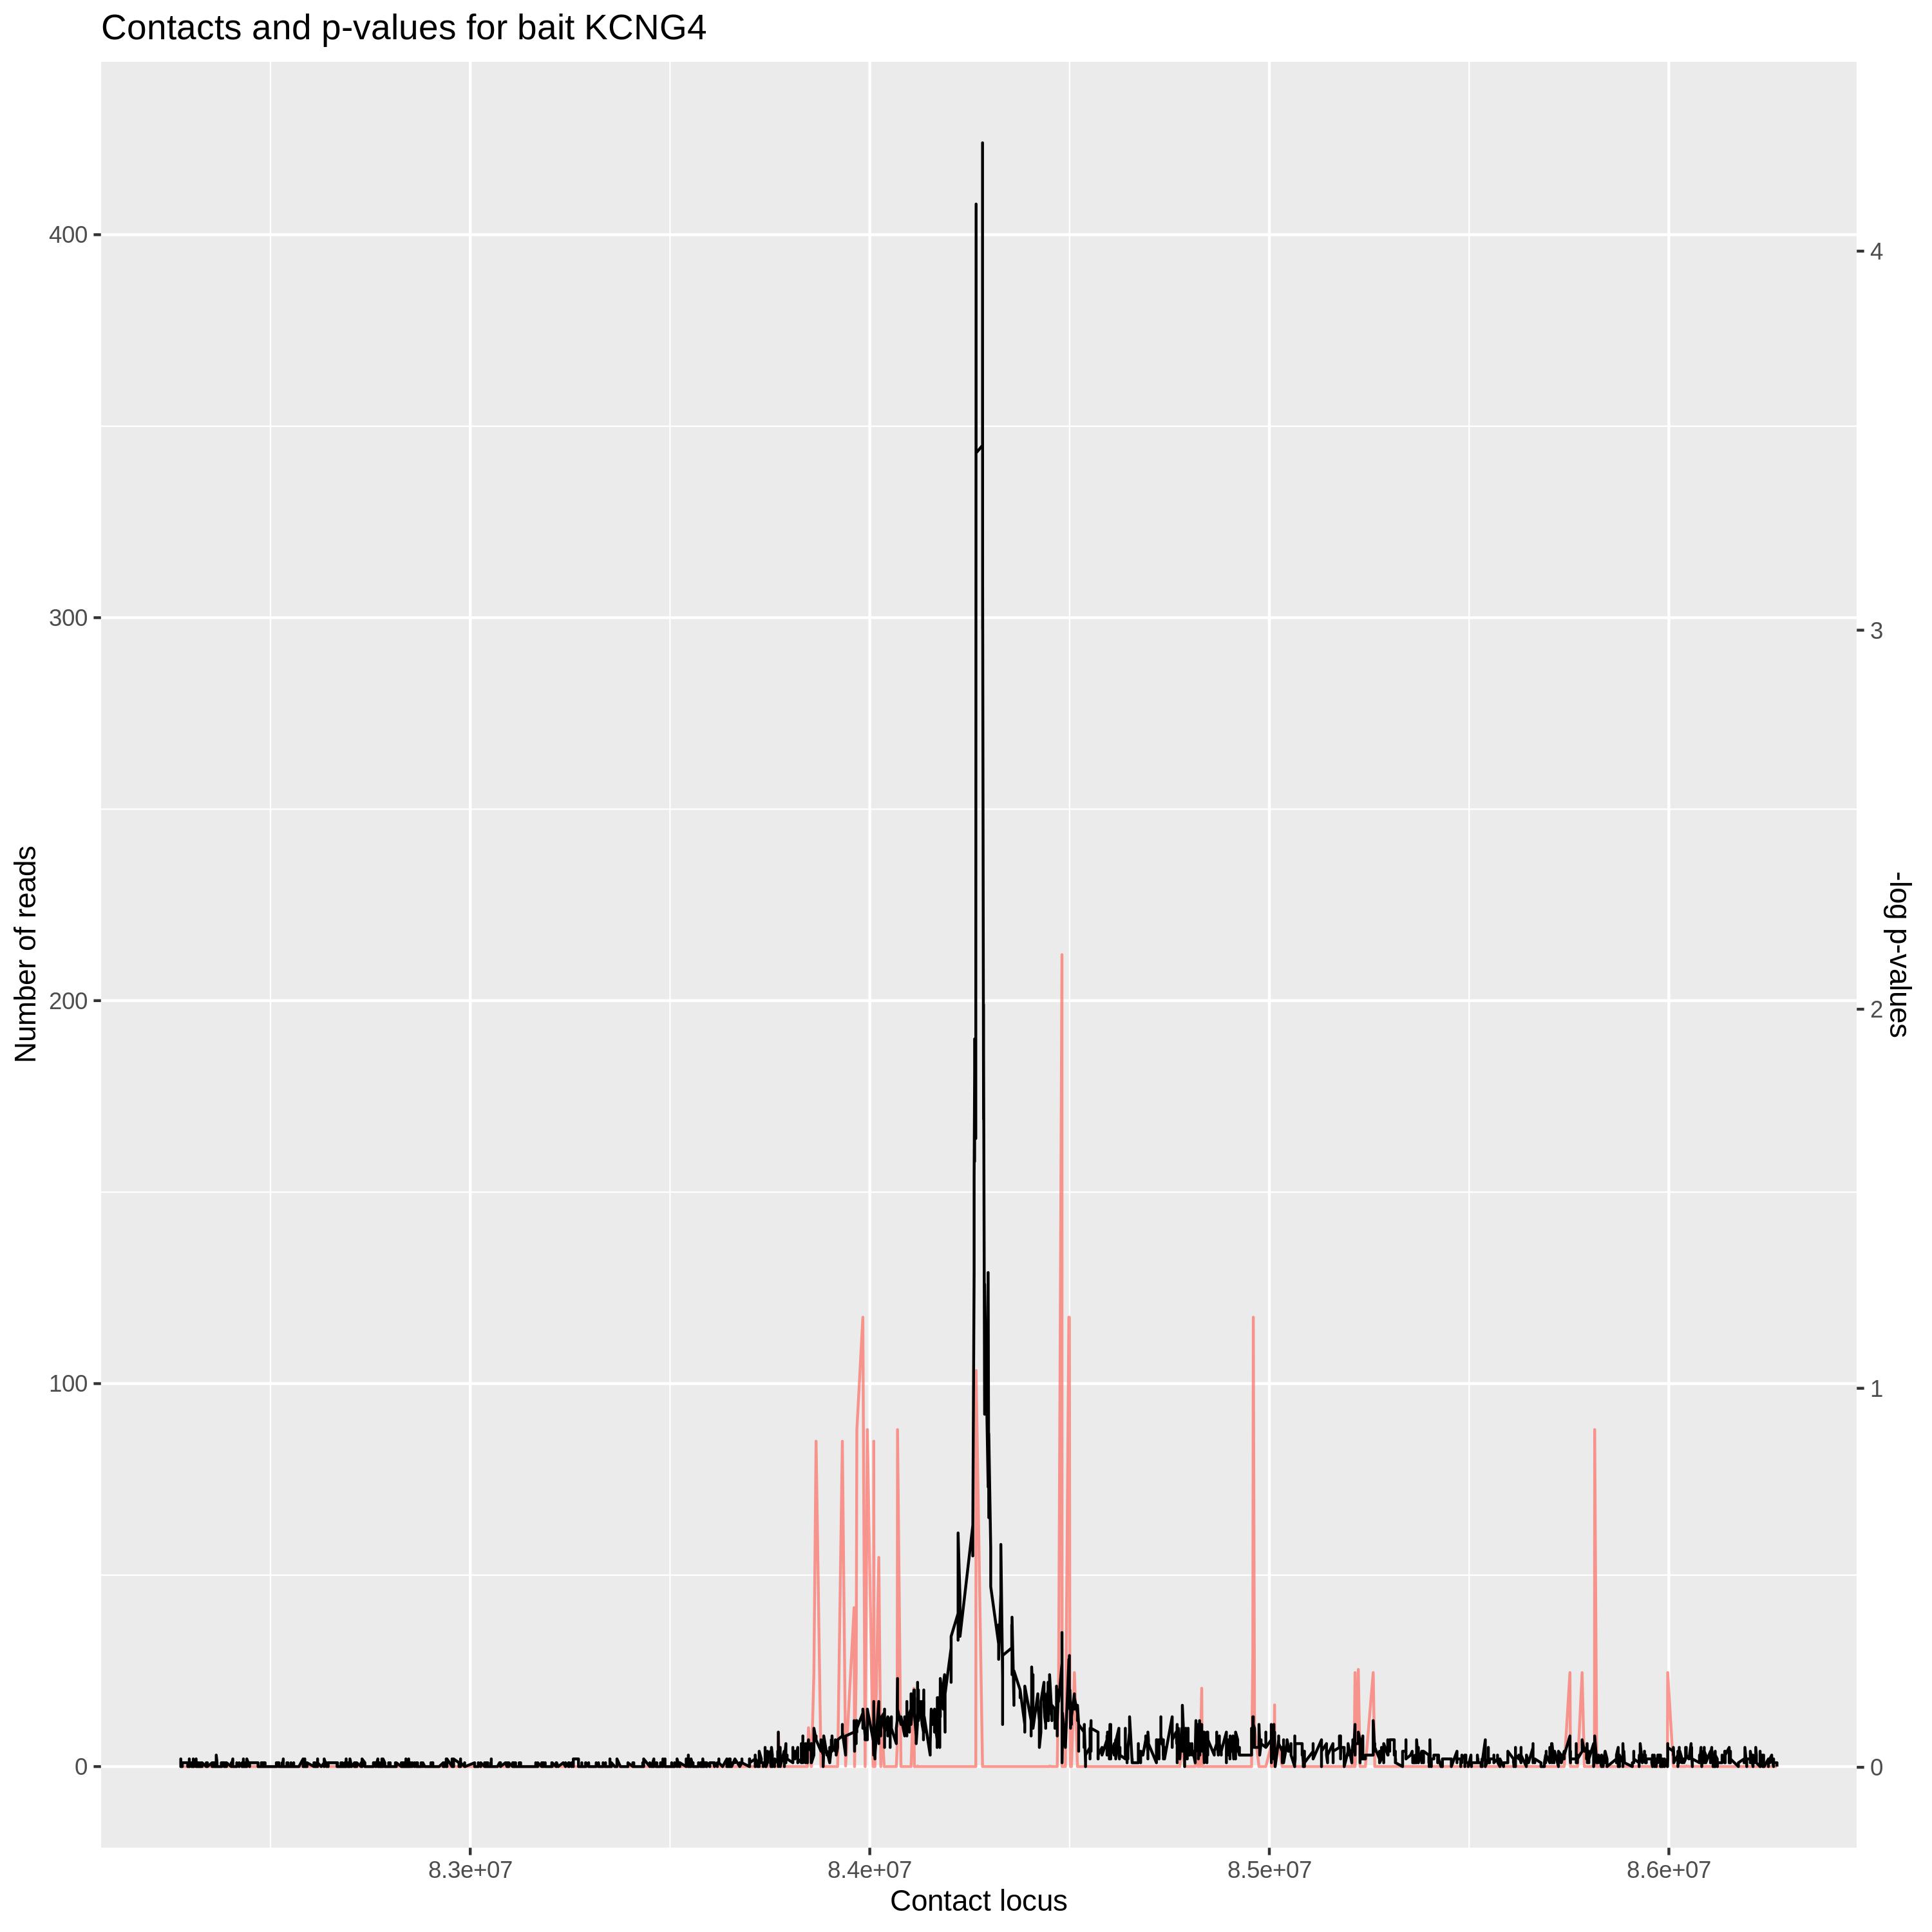 Contacts and p-values for bait KCNG4
400
300
200
100
0
4
3
2
1
0
Number of reads
-log p-values
8.3e+07
8.4e+07
8.5e+07
8.6e+07
Contact locus